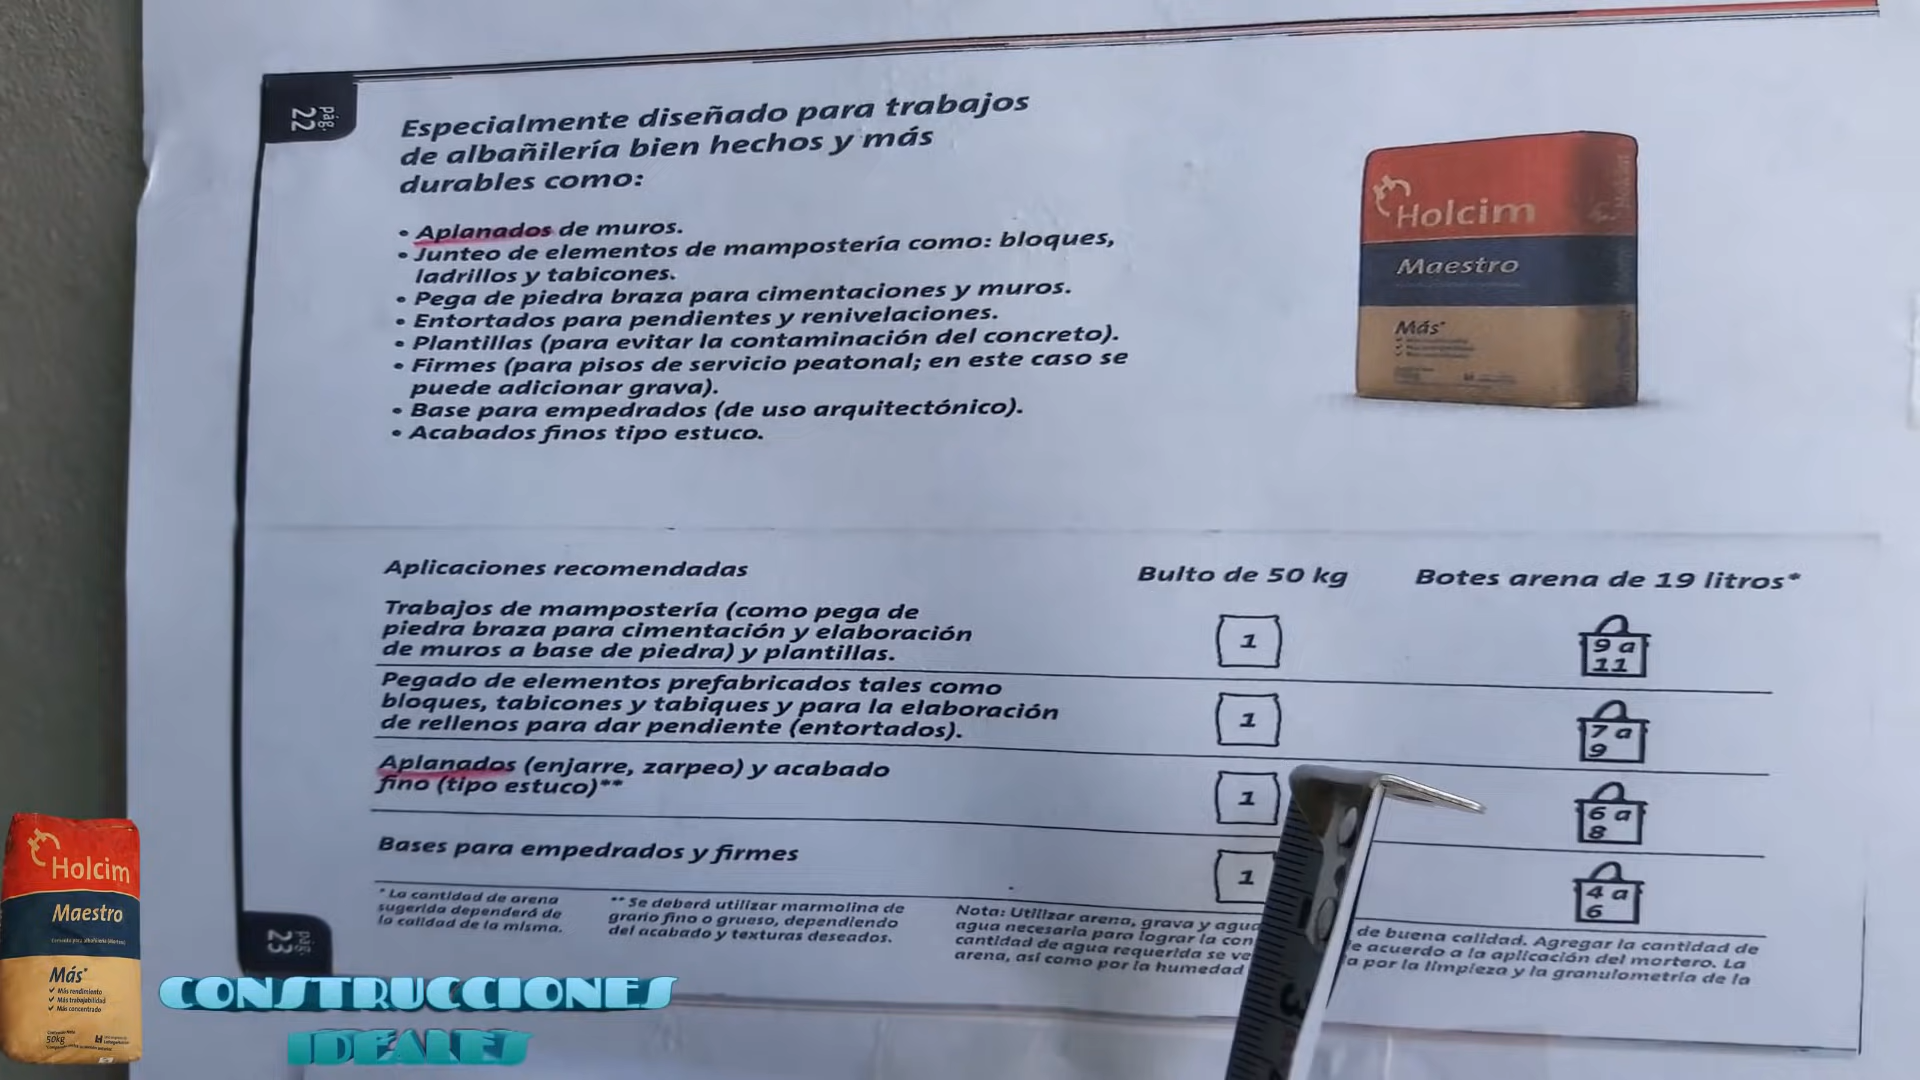 pág.
22
Especialmente diseñado para trabajos
de albañilería bien hechos y más
durables como:
• Aplanados de muros.
• Junteo de elementos de mampostería como: bloques,
ladrillos y tabicones.
• Pega de piedra braza para cimentaciones y muros.
• Entortados para pendientes y renivelaciones.
• Plantillas (para evitar la contaminación del concreto).
• Firmes (para pisos de servicio peatonal; en este caso se
puede adicionar grava).
• Base para empedrados (de uso arquitectónico).
• Acabados finos tipo estuco.
Holcim
Maestro
Más*
Aplicaciones recomendadas
Bulto de 50 kg
Botes arena de 19 litros*
Trabajos de mampostería (como pega de
piedra braza para cimentación y elaboración
de muros a base de piedra) y plantillas.
1
9 a
11
Pegado de elementos prefabricados tales como
bloques, tabicones y tabiques y para la elaboración
de rellenos para dar pendiente (entortados).
1
7 a
9
Aplanados (enjarre, zarpeo) y acabado
fino (tipo estuco)**
1
6 a
8
Bases para empedrados y firmes
1
4 a
6
* La cantidad de arena
sugerida dependerá de
la calidad de la misma.
** Se deberá utilizar marmolina de
grano fino o grueso, dependiendo
del acabado y texturas deseados.
Nota: Utilizar arena, grava y agua de buena calidad. Agregar la cantidad de
agua necesaria para lograr la con de acuerdo a la aplicación del mortero. La
cantidad de agua requerida se ve a por la limpieza y la granulometría de la
arena, así como por la humedad
pág.
23
Holcim
Maestro
Más*
✓ Más rendimiento
✓ Más trabajabilidad
✓ Más concentrado
50kg
CONSTRUCCIONES
IDEALES